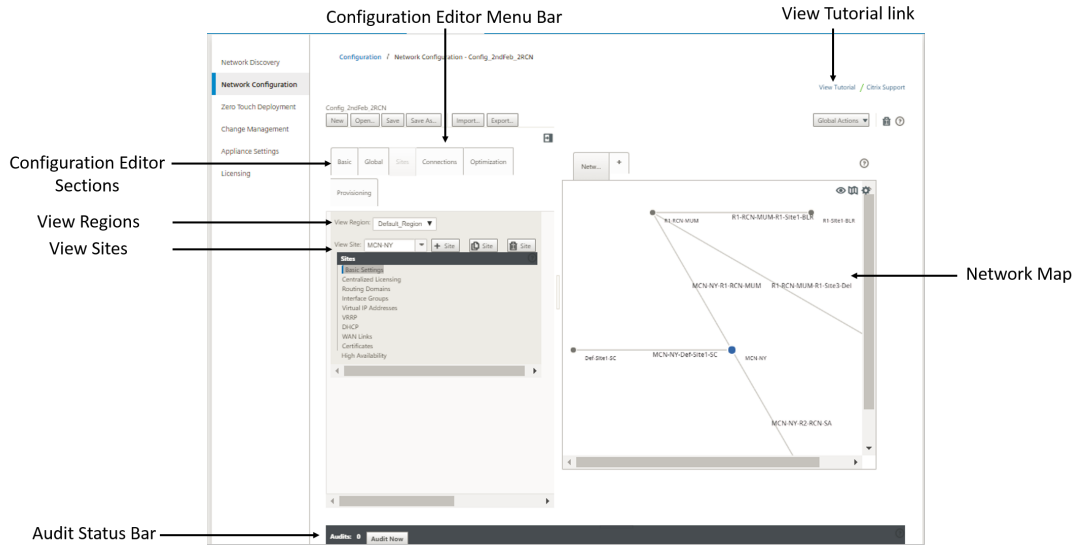 Configuration Editor Menu Bar
View Tutorial link
Network Discovery
Network Configuration
Zero Touch Deployment
Change Management
Appliance Settings
Licensing
Configuration / Network Configuration - Config_2ndFeb_2RCN
View Tutorial / Citrix Support
Config_2ndFeb_2RCN
New Open.. Save Save As.. Import.. Export..
Global Actions
Configuration Editor
Sections
Basic Global Sites Connections Optimization
Provisioning
Netw... +
View Regions
View Region: Default_Region
View Sites
View Site: MCN-NY + Site Site Site
Sites
Basic Settings
Centralized Licensing
Routing Domains
Interface Groups
Virtual IP Addresses
VRRP
DHCP
WAN Links
Certificates
High Availability
R1-RCN-MUM
R1-RCN-MUM-R1-Site1-BLR
R1-Site1-BLR
MCN-NY-R1-RCN-MUM
R1-RCN-MUM-R1-Site3-Del
Def-Site1-SC
MCN-NY-Def-Site1-SC
MCN-NY
MCN-NY-R2-RCN-SA
Network Map
Audit Status Bar
Audits: 0 Audit Now